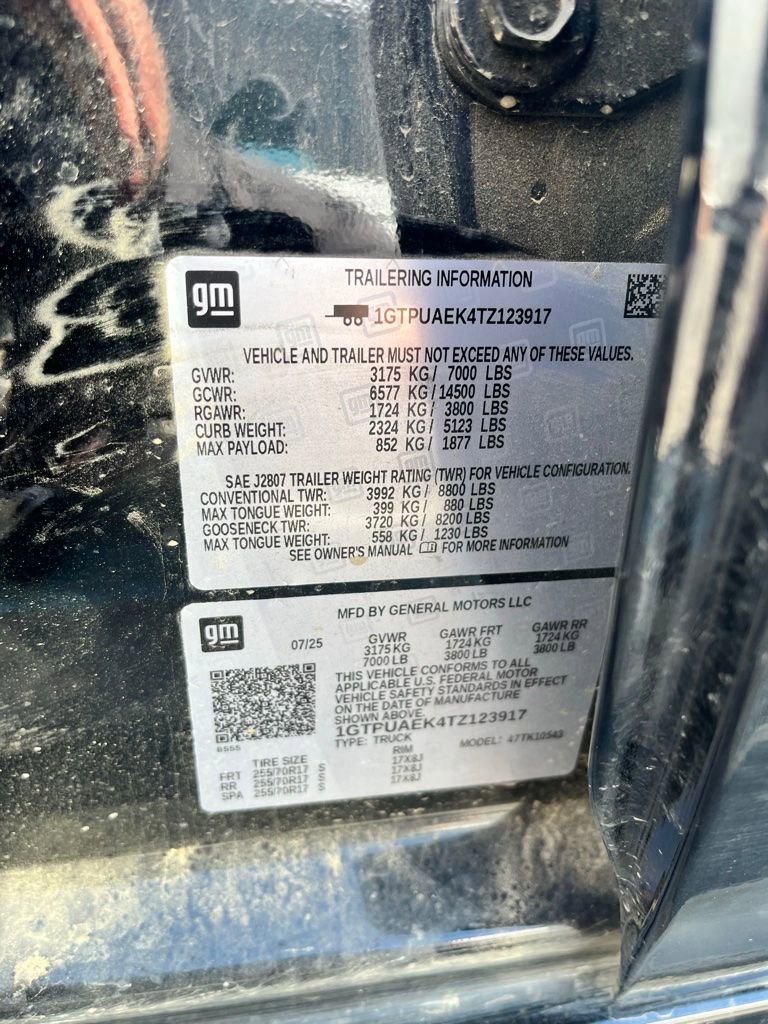 gm
TRAILERING INFORMATION
1GTPUAEK4TZ123917
VEHICLE AND TRAILER MUST NOT EXCEED ANY OF THESE VALUES.
GVWR: 3175 KG/ 7000 LBS
GCWR: 6577 KG/14500 LBS
RGAWR: 1724 KG/ 3800 LBS
CURB WEIGHT: 2324 KG/ 5123 LBS
MAX PAYLOAD: 852 KG/ 1877 LBS
SAE J2807 TRAILER WEIGHT RATING (TWR) FOR VEHICLE CONFIGURATION.
CONVENTIONAL TWR: 3992 KG/ 8800 LBS
MAX TONGUE WEIGHT: 399 KG/ 880 LBS
GOOSENECK TWR: 3720 KG/ 8200 LBS
MAX TONGUE WEIGHT: 558 KG/ 1230 LBS
SEE OWNER'S MANUAL FOR MORE INFORMATION
gm
MFD BY GENERAL MOTORS LLC
07/25 GVWR GAWR FRT GAWR RR
3175 KG 1724 KG 1724 KG
7000 LB 3800 LB 3800 LB
THIS VEHICLE CONFORMS TO ALL
APPLICABLE U.S. FEDERAL MOTOR
VEHICLE SAFETY STANDARDS IN EFFECT
ON THE DATE OF MANUFACTURE
SHOWN ABOVE.
1GTPUAEK4TZ123917
TYPE: TRUCK MODEL: 47TK10543
B555
TIRE SIZE RIM
FRT 255/70R17 S 17X8J
RR 255/70R17 S 17X8J
SPA 255/70R17 S 17X8J